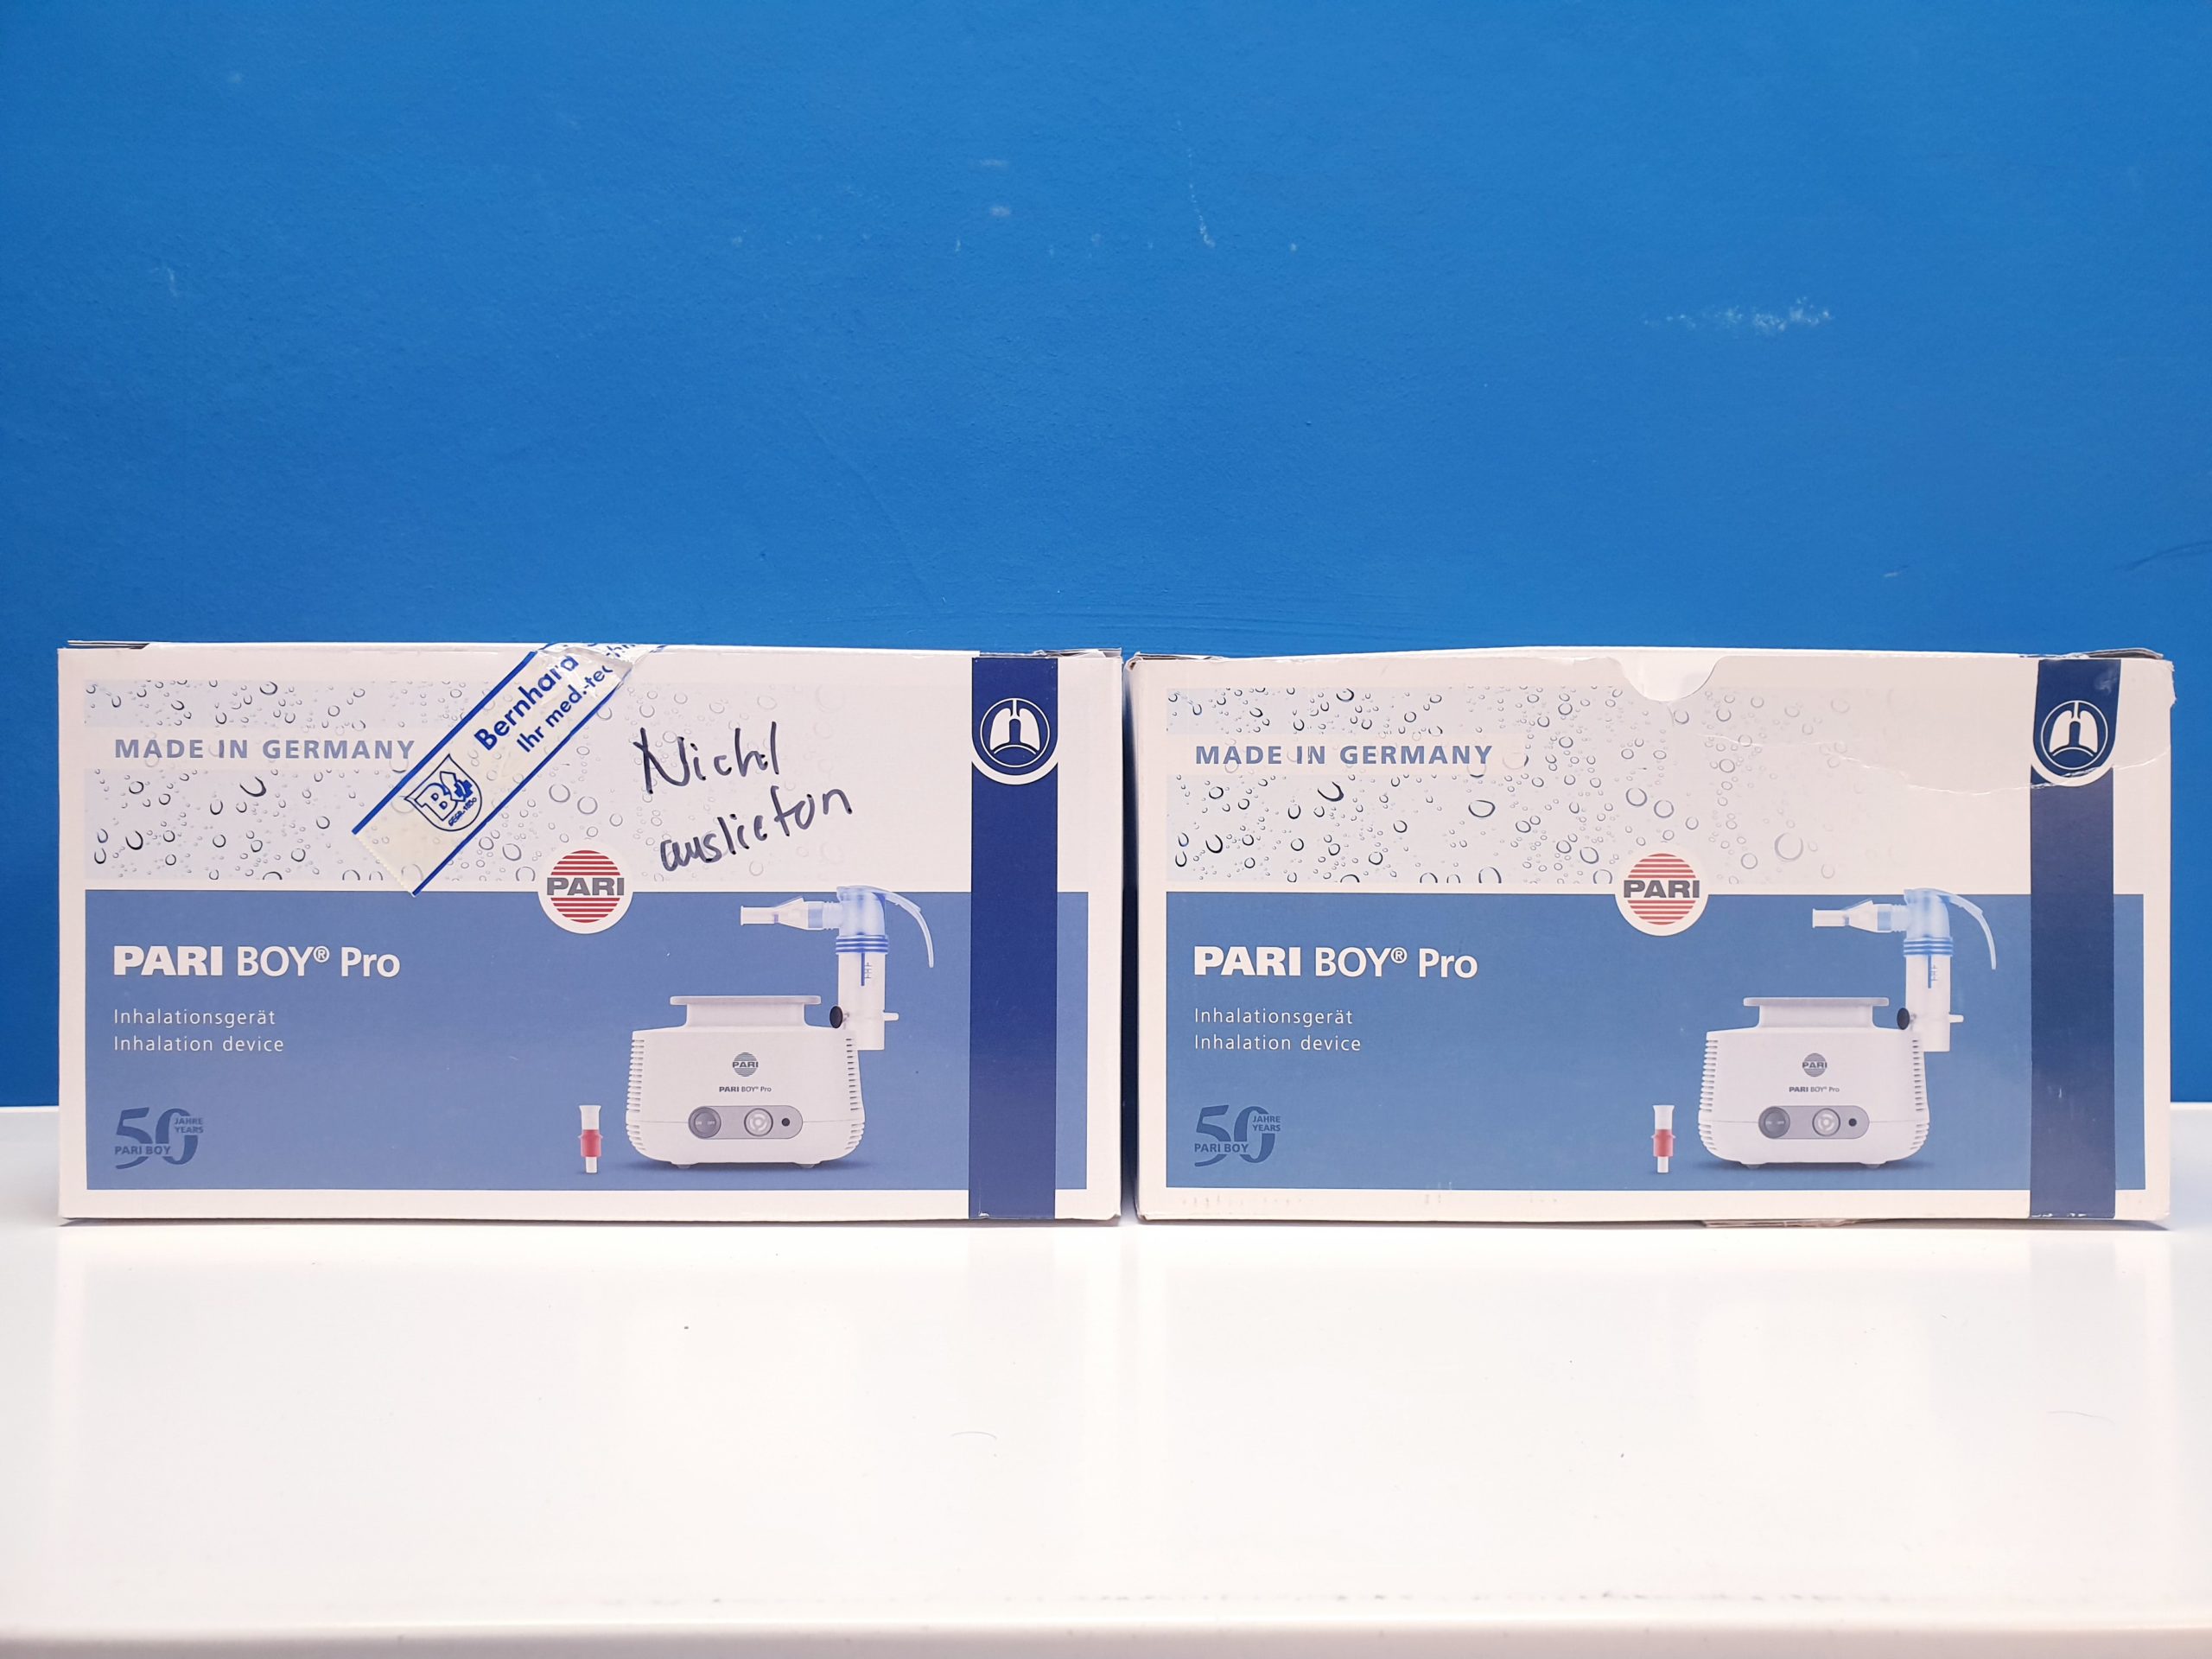 Bernhard
Ihr med.-tec
MADE IN GERMANY
Nicht
ausliefern
PARI
PARI BOY® Pro
Inhalationsgerät
Inhalation device
PARI
PARI BOY® Pro
50 JAHRE
YEARS
PARI BOY
MADE IN GERMANY
PARI
PARI BOY® Pro
Inhalationsgerät
Inhalation device
PARI
PARI BOY® Pro
50 JAHRE
YEARS
PARI BOY